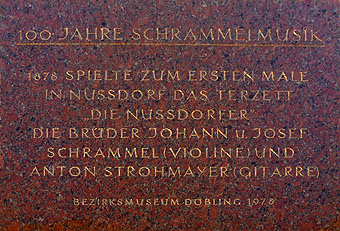 100 JAHRE SCHRAMMELMUSIK
1878 SPIELTE ZUM ERSTEN MALE
IN NUSSDORF DAS TERZETT
„DIE NUSSDORFER"
DIE BRÜDER JOHANN u. JOSEF
SCHRAMMEL (VIOLINE) UND
ANTON STROHMAYER (GITARRE)
BEZIRKSMUSEUM DÖBLING 1978